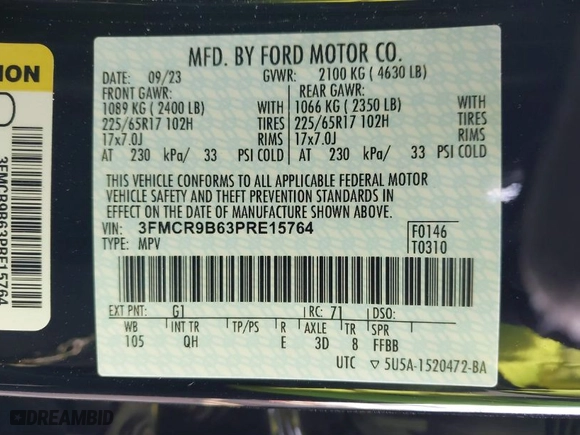 MFD. BY FORD MOTOR CO.
DATE: 09/23 GVWR: 2100 KG ( 4630 LB)
FRONT GAWR: REAR GAWR:
1089 KG ( 2400 LB) WITH 1066 KG ( 2350 LB) WITH
225/65R17 102H TIRES 225/65R17 102H TIRES
17x7.0J RIMS 17x7.0J RIMS
AT 230 kPa/ 33 PSI COLD AT 230 kPa/ 33 PSI COLD
THIS VEHICLE CONFORMS TO ALL APPLICABLE FEDERAL MOTOR
VEHICLE SAFETY AND THEFT PREVENTION STANDARDS IN
EFFECT ON THE DATE OF MANUFACTURE SHOWN ABOVE.
VIN: 3FMCR9B63PRE15764 F0146
TYPE: MPV T0310
EXT PNT: G1 RC: 71 DSO:
WB INT TR TP/PS R AXLE TR SPR
105 QH E 3D 8 FFBB
UTC ▽ 5U5A-1520472-BA
ION
3FMCR9B63PRE15764
DREAMBID